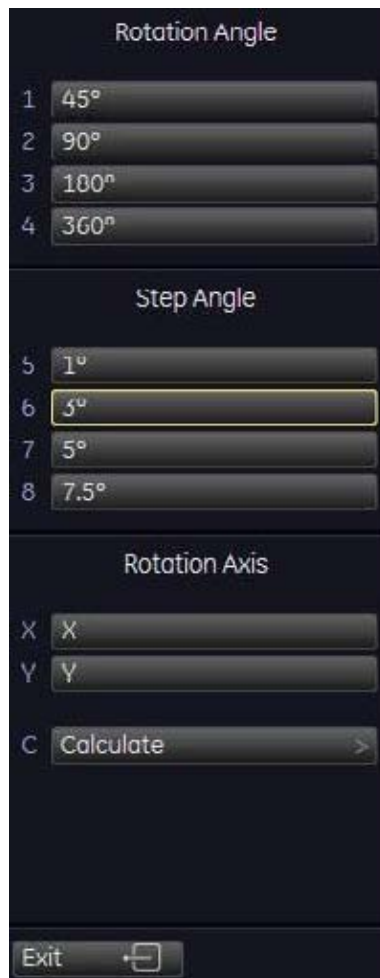 Rotation Angle
1 45°
2 90°
3 180°
4 360°
Step Angle
5 1°
6 3°
7 5°
8 7.5°
Rotation Axis
X X
Y Y
C Calculate >
Exit